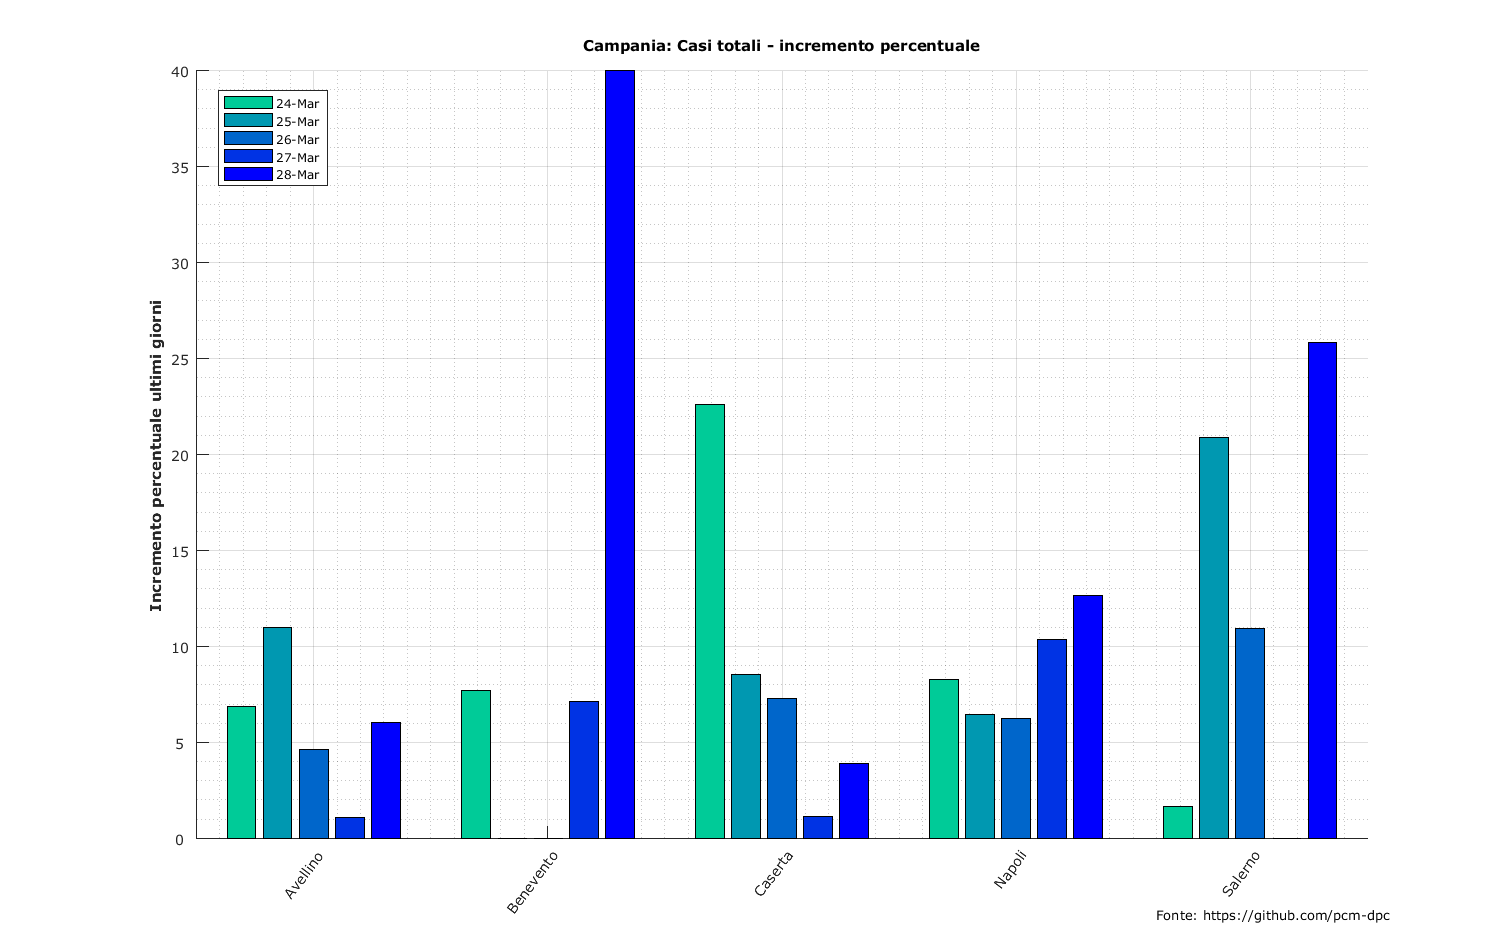 Campania: Casi totali - incremento percentuale
40
35
30
25
20
15
10
5
0
24-Mar
25-Mar
26-Mar
27-Mar
28-Mar
Incremento percentuale ultimi giorni
Avellino
Benevento
Caserta
Napoli
Salerno
Fonte: https://github.com/pcm-dpc